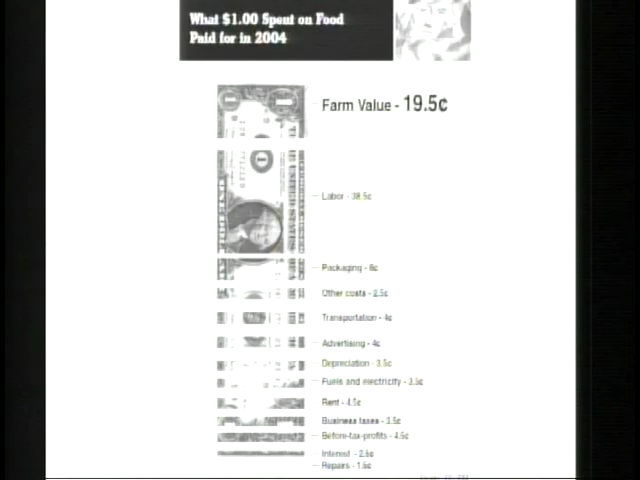 What $1.00 Spent on Food
Paid for in 2004
Farm Value - 19.5¢
Labor - 38.5¢
Packaging - 8¢
Other costs - 2.5¢
Transportation - 4¢
Advertising - 4¢
Depreciation - 3.5¢
Fuels and electricity - 3.5¢
Rent - 4.5¢
Business taxes - 3.5¢
Before-tax-profits - 4.5¢
Interest - 2.5¢
Repairs - 1.5¢